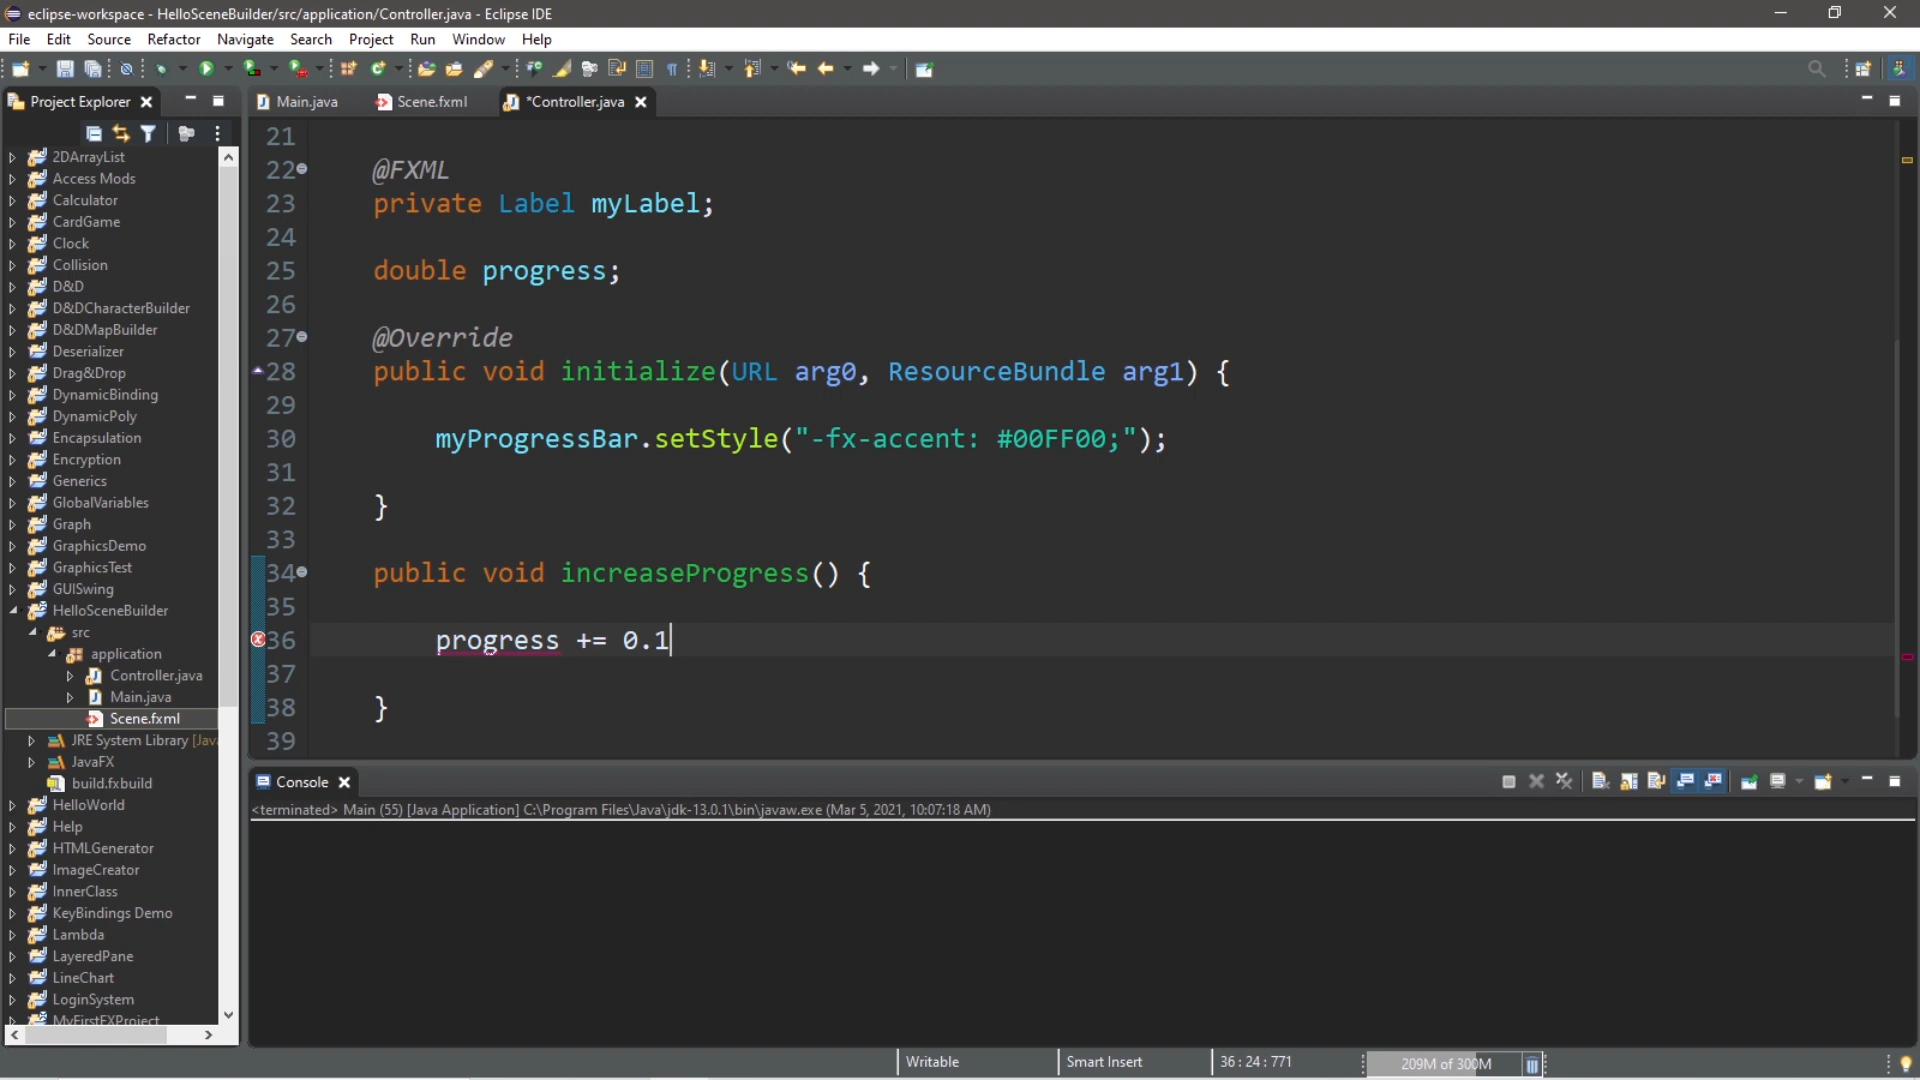 eclipse-workspace - HelloSceneBuilder/src/application/Controller.java - Eclipse IDE
File Edit Source Refactor Navigate Search Project Run Window Help
Project Explorer
Main.java
Scene.fxml
*Controller.java
2DArrayList
Access Mods
Calculator
CardGame
Clock
Collision
D&D
D&DCharacterBuilder
D&DMapBuilder
Deserializer
Drag&Drop
DynamicBinding
DynamicPoly
Encapsulation
Encryption
Generics
GlobalVariables
Graph
GraphicsDemo
GraphicsTest
GUISwing
HelloSceneBuilder
src
application
Controller.java
Main.java
Scene.fxml
JRE System Library [Jav
JavaFX
build.fxbuild
HelloWorld
Help
HTMLGenerator
ImageCreator
InnerClass
KeyBindings Demo
Lambda
LayeredPane
LineChart
LoginSystem
MyFirstFXProject
21
22 @FXML
23 private Label myLabel;
24
25 double progress;
26
27 @Override
28 public void initialize(URL arg0, ResourceBundle arg1) {
29
30 myProgressBar.setStyle("-fx-accent: #00FF00;");
31
32 }
33
34 public void increaseProgress() {
35
36 progress += 0.1
37
38 }
39
Console
<terminated> Main (55) [Java Application] C:\Program Files\Java\jdk-13.0.1\bin\javaw.exe (Mar 5, 2021, 10:07:18 AM)
Writable
Smart Insert
36 : 24 : 771
209M of 300M